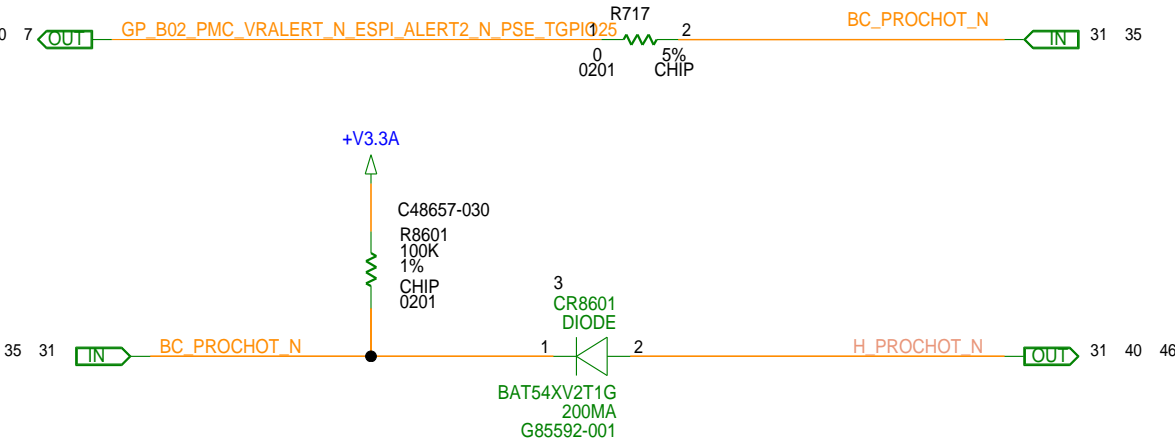 R717
BC_PROCHOT_N
0 7 OUT GP_B02_PMC_VRALERT_N_ESPI_ALERT2_N_PSE_TGPIO25 1 2 IN 31 35
0 5%
0201 CHIP
+V3.3A
C48657-030
R8601
100K
1%
CHIP
0201
3
CR8601
DIODE
35 31 IN BC_PROCHOT_N 1 2 H_PROCHOT_N OUT 31 40 46
BAT54XV2T1G
200MA
G85592-001